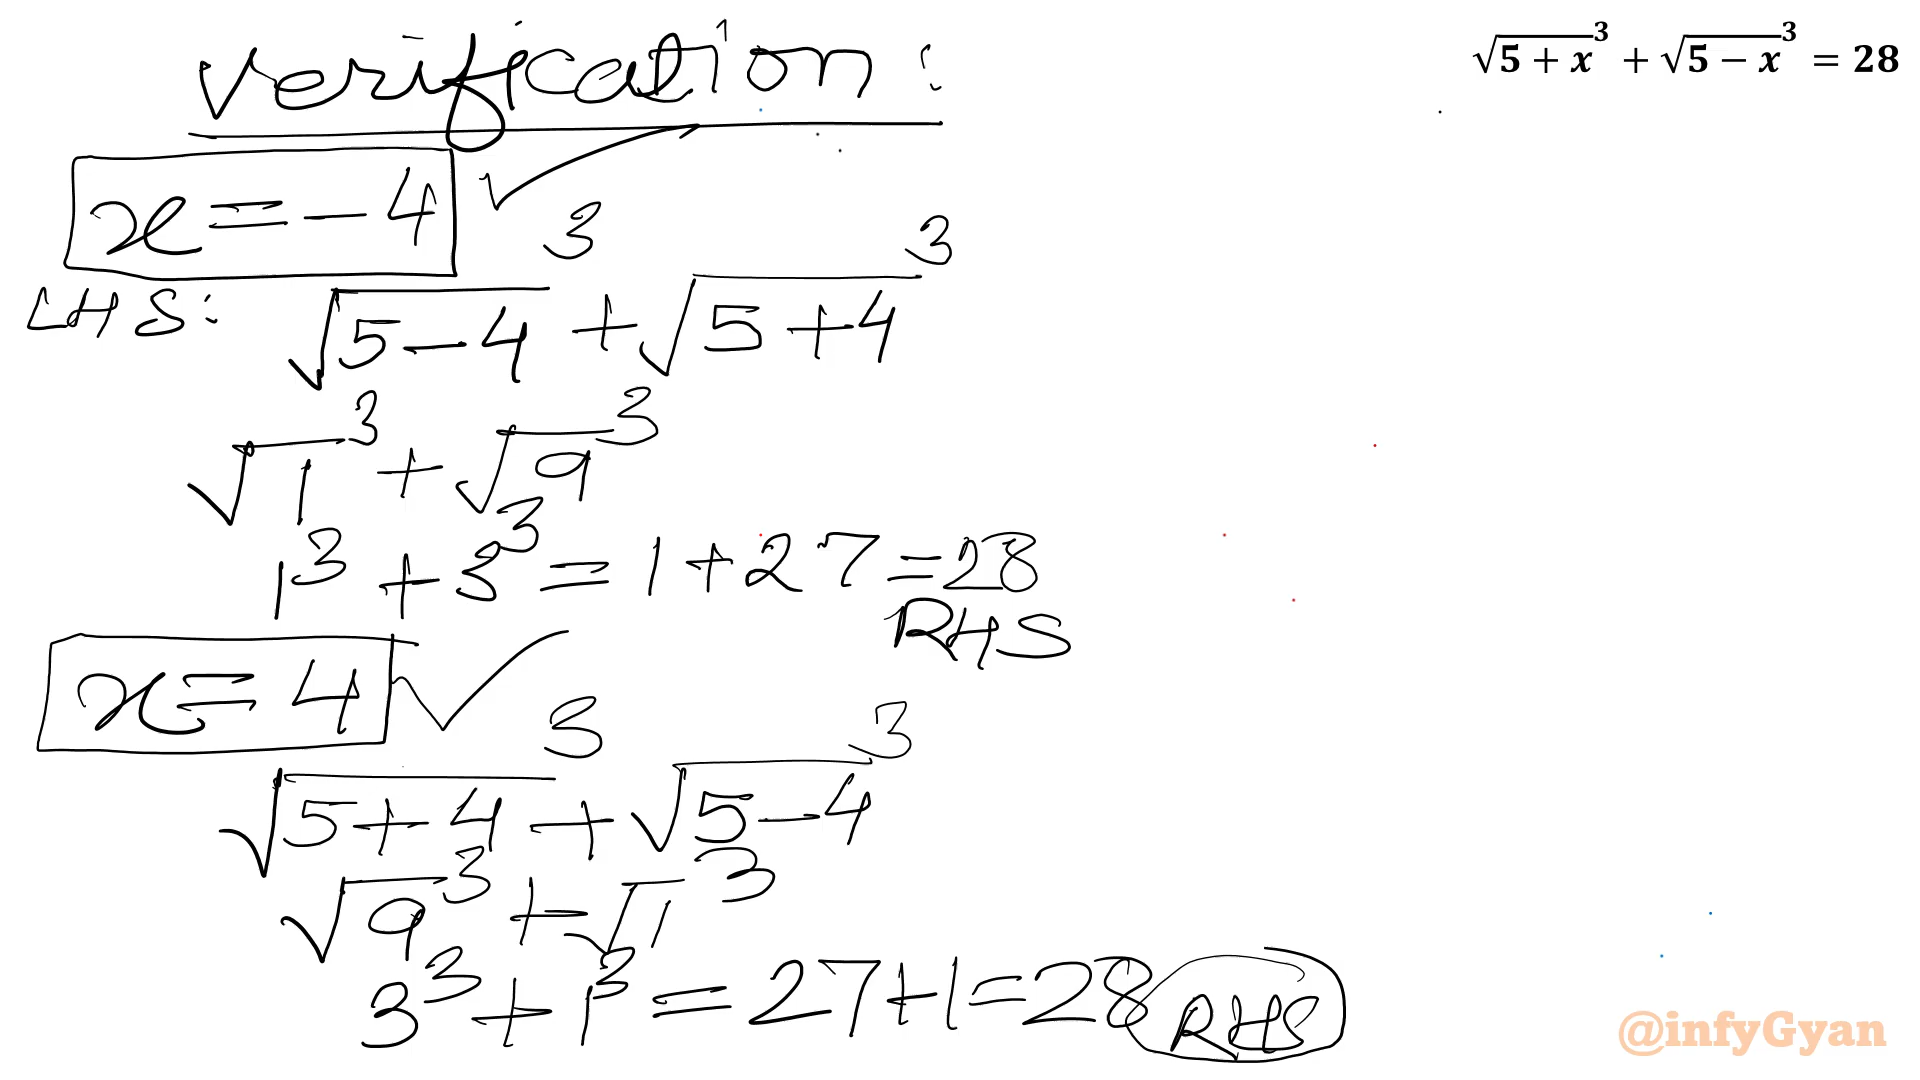 verification:
√5+x³ + √5−x³ = 28
x = −4
LHS: √5−4³ + √5+4³
√1³ + √9³
1³ + 3³ = 1 + 27 = 28
RHS
x = 4
√5+4³ + √5−4³
√9³ + √1³
3³ + 1³ = 27 + 1 = 28 RHS
@infyGyan